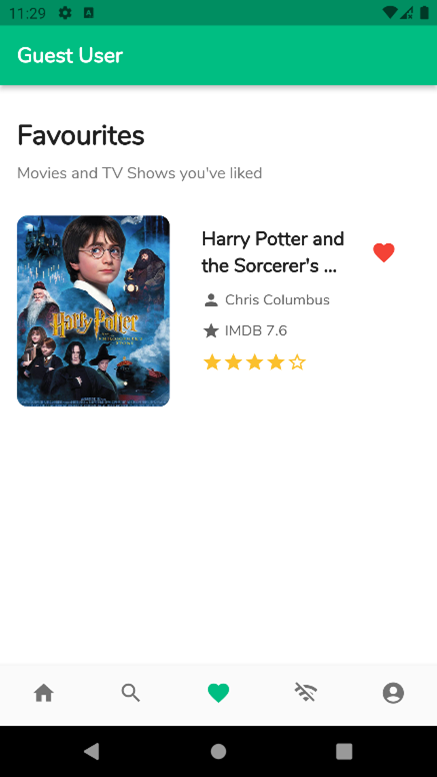 11:29
Guest User
Favourites
Movies and TV Shows you've liked
Harry Potter and
the Sorcerer's ...
Chris Columbus
IMDB 7.6
Harry Potter